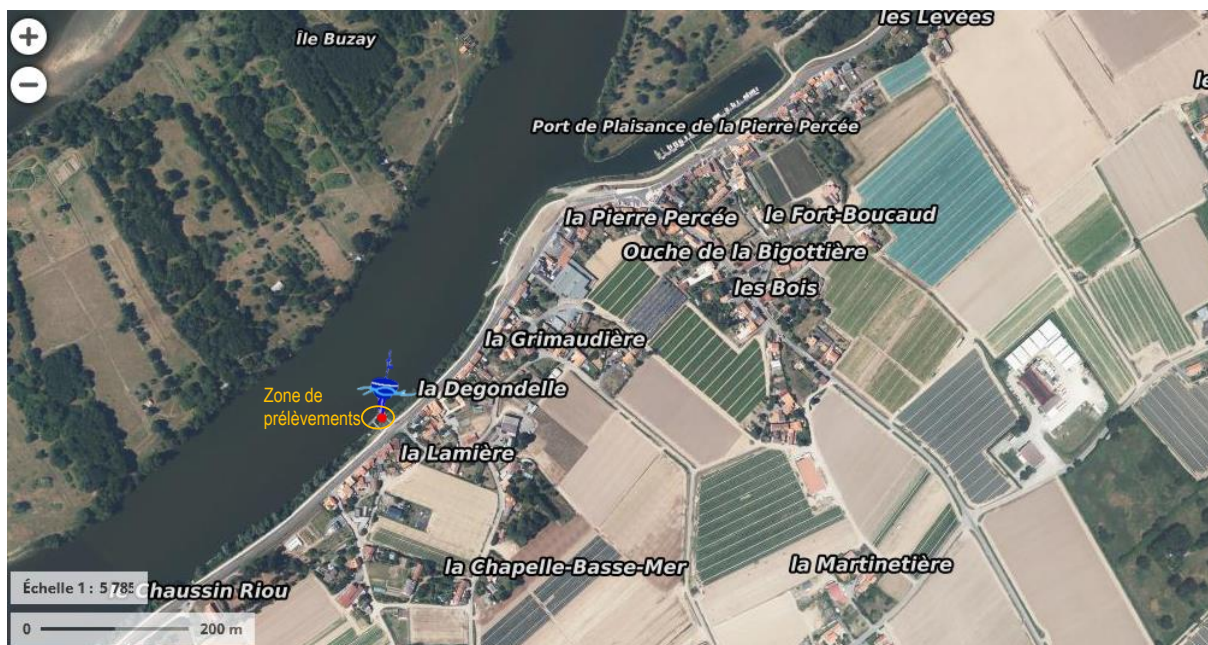 les Levées
Île Buzay
Port de Plaisance de la Pierre Percée
la Pierre Percée
le Fort-Boucaud
Ouche de la Bigottière
les Bois
la Grimaudière
la Degondelle
Zone de
prélèvements
la Lamière
la Chapelle-Basse-Mer
la Martinetière
Échelle 1 : 5 785
le Chaussin Riou
0 200 m